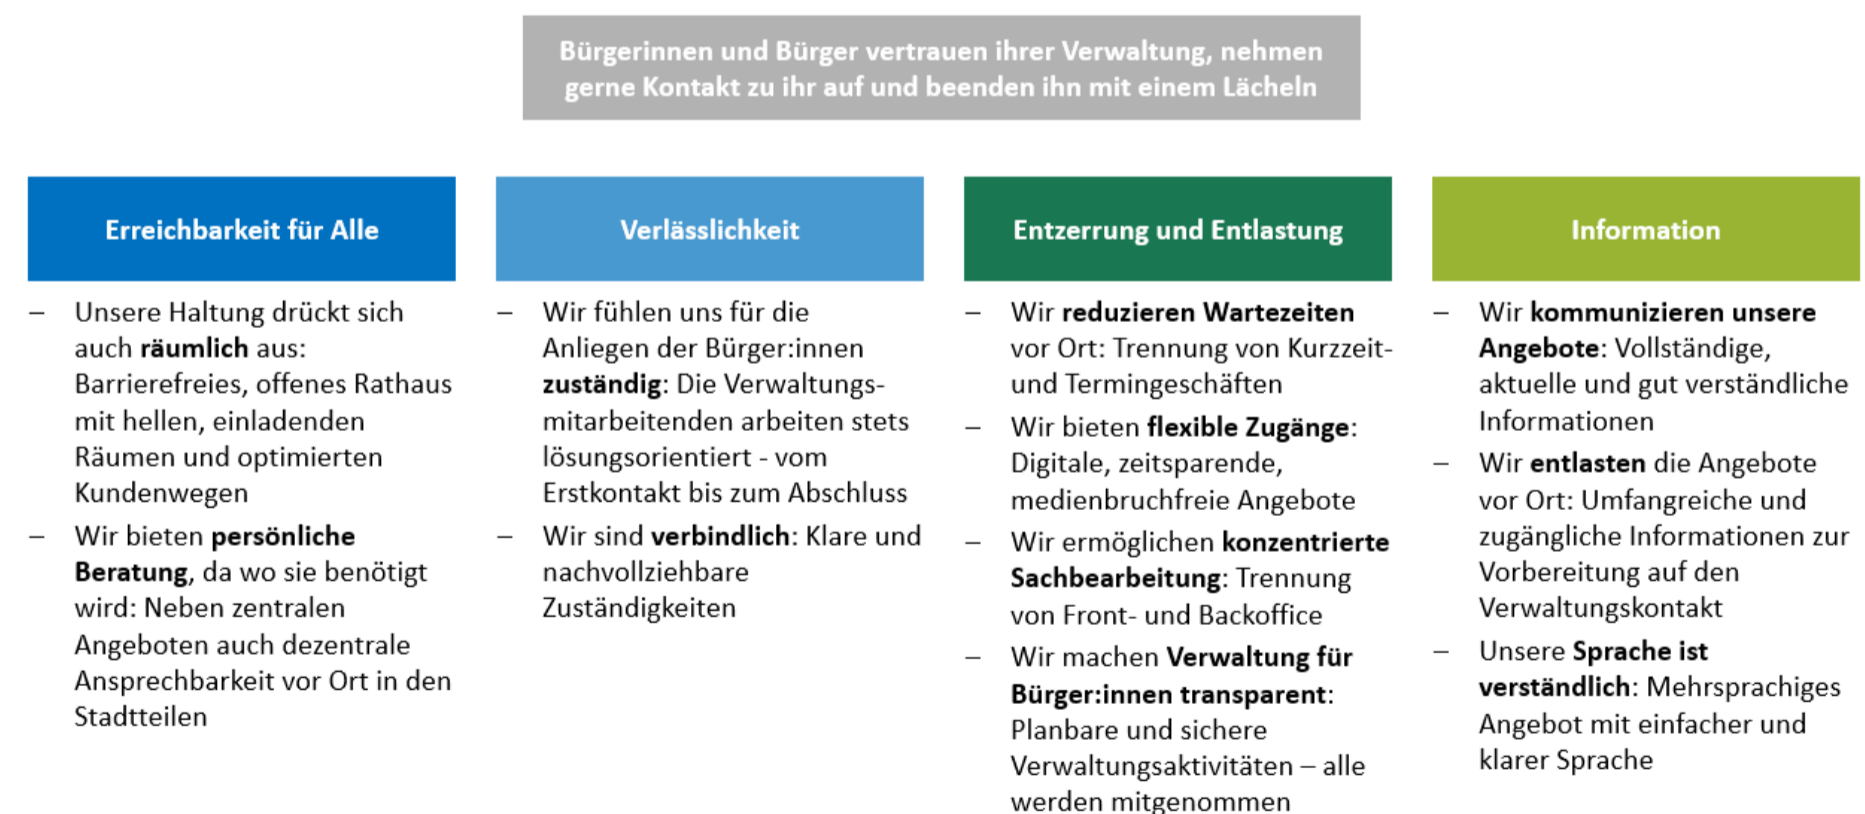 Bürgerinnen und Bürger vertrauen ihrer Verwaltung, nehmen
gerne Kontakt zu ihr auf und beenden ihn mit einem Lächeln
Erreichbarkeit für Alle
– Unsere Haltung drückt sich
auch räumlich aus:
Barrierefreies, offenes Rathaus
mit hellen, einladenden
Räumen und optimierten
Kundenwegen
– Wir bieten persönliche
Beratung, da wo sie benötigt
wird: Neben zentralen
Angeboten auch dezentrale
Ansprechbarkeit vor Ort in den
Stadtteilen
Verlässlichkeit
– Wir fühlen uns für die
Anliegen der Bürger:innen
zuständig: Die Verwaltungs-
mitarbeitenden arbeiten stets
lösungsorientiert - vom
Erstkontakt bis zum Abschluss
– Wir sind verbindlich: Klare und
nachvollziehbare
Zuständigkeiten
Entzerrung und Entlastung
– Wir reduzieren Wartezeiten
vor Ort: Trennung von Kurzzeit-
und Termingeschäften
– Wir bieten flexible Zugänge:
Digitale, zeitsparende,
medienbruchfreie Angebote
– Wir ermöglichen konzentrierte
Sachbearbeitung: Trennung
von Front- und Backoffice
– Wir machen Verwaltung für
Bürger:innen transparent:
Planbare und sichere
Verwaltungsaktivitäten – alle
werden mitgenommen
Information
– Wir kommunizieren unsere
Angebote: Vollständige,
aktuelle und gut verständliche
Informationen
– Wir entlasten die Angebote
vor Ort: Umfangreiche und
zugängliche Informationen zur
Vorbereitung auf den
Verwaltungskontakt
– Unsere Sprache ist
verständlich: Mehrsprachiges
Angebot mit einfacher und
klarer Sprache